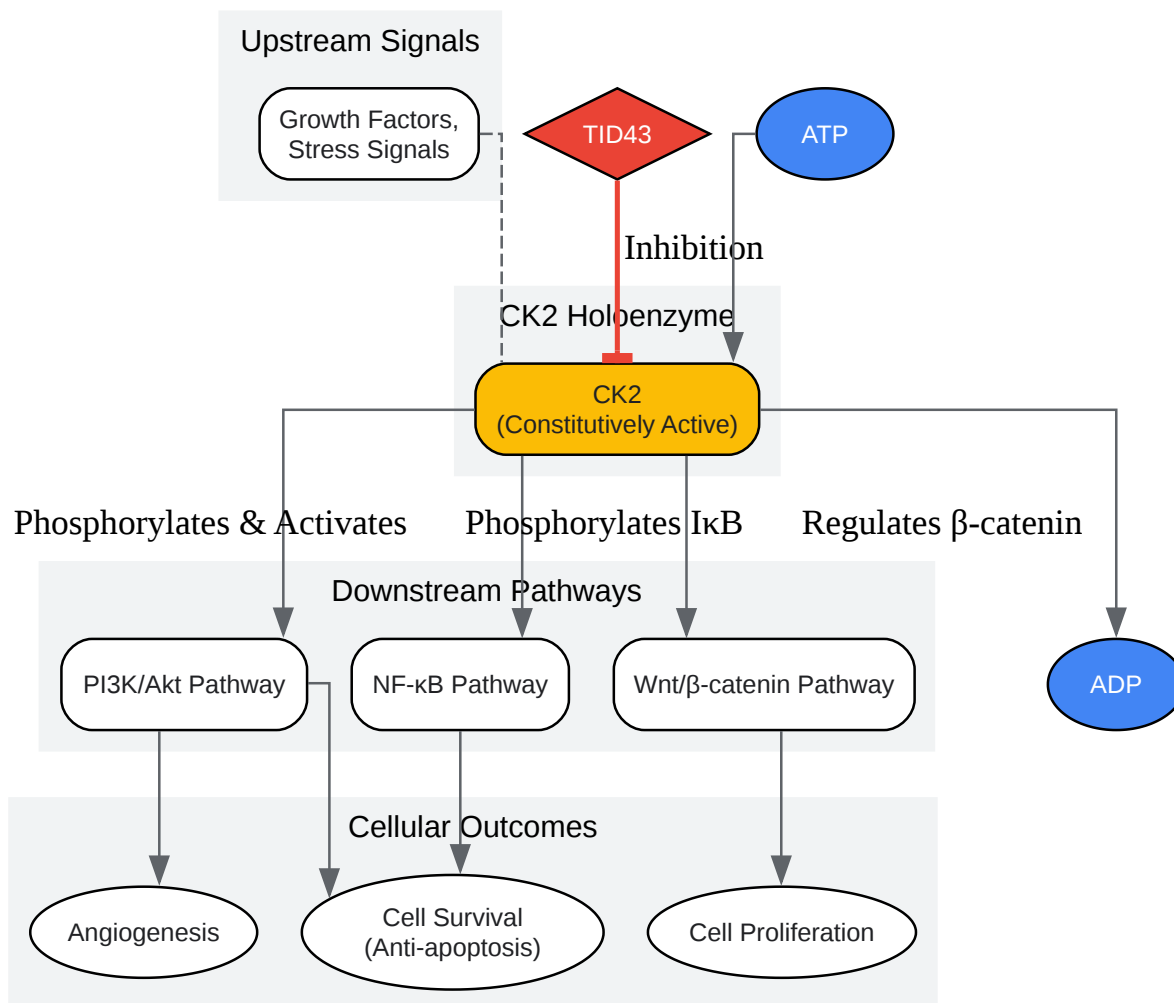 Upstream Signals
Growth Factors,
Stress Signals
TID43
ATP
Inhibition
CK2 Holoenzyme
CK2
(Constitutively Active)
Phosphorylates & Activates
Phosphorylates IκB
Regulates β-catenin
Downstream Pathways
PI3K/Akt Pathway
NF-κB Pathway
Wnt/β-catenin Pathway
ADP
Cellular Outcomes
Angiogenesis
Cell Survival
(Anti-apoptosis)
Cell Proliferation